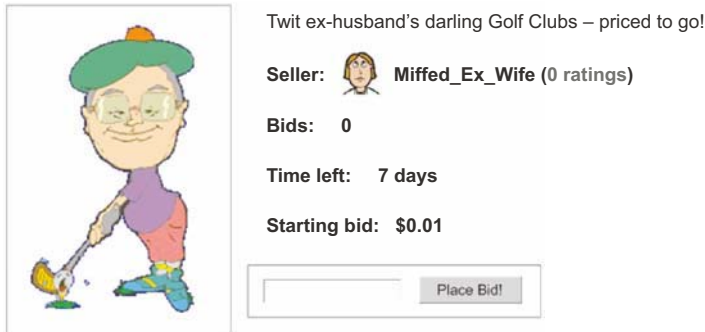 Twit ex-husband’s darling Golf Clubs – priced to go!
Seller: Miffed_Ex_Wife (0 ratings)
Bids: 0
Time left: 7 days
Starting bid: $0.01
Place Bid!